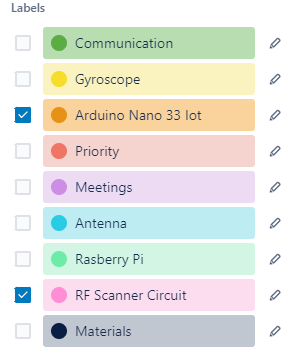 Labels
Communication
Gyroscope
Arduino Nano 33 Iot
Priority
Meetings
Antenna
Rasberry Pi
RF Scanner Circuit
Materials